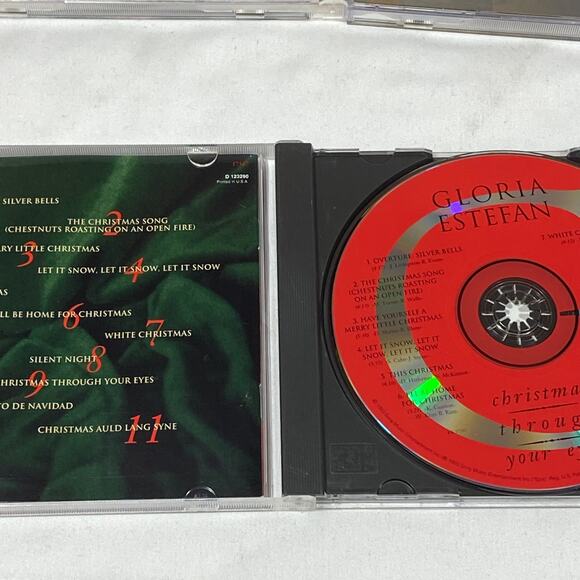 D 123290
Printed in U.S.A.
SILVER BELLS
2
THE CHRISTMAS SONG
(CHESTNUTS ROASTING ON AN OPEN FIRE)
3
RRY LITTLE CHRISTMAS
4
LET IT SNOW, LET IT SNOW, LET IT SNOW
AS
LL BE HOME FOR CHRISTMAS
6
WHITE CHRISTMAS
7
SILENT NIGHT
8
9
CHRISTMAS THROUGH YOUR EYES
TO DE NAVIDAD
CHRISTMAS AULD LANG SYNE
11
GLORIA
ESTEFAN
7. WHITE C
1. OVERTURE: SILVER BELLS
2. THE CHRISTMAS SONG
(CHESTNUTS ROASTING
ON AN OPEN FIRE)
3. HAVE YOURSELF A
MERRY LITTLE CHRISTMAS
4. LET IT SNOW, LET IT
SNOW, LET IT SNOW
5. THIS CHRISTMAS
6. I'LL BE HOME
FOR CHRISTMAS
christma
throug
your e